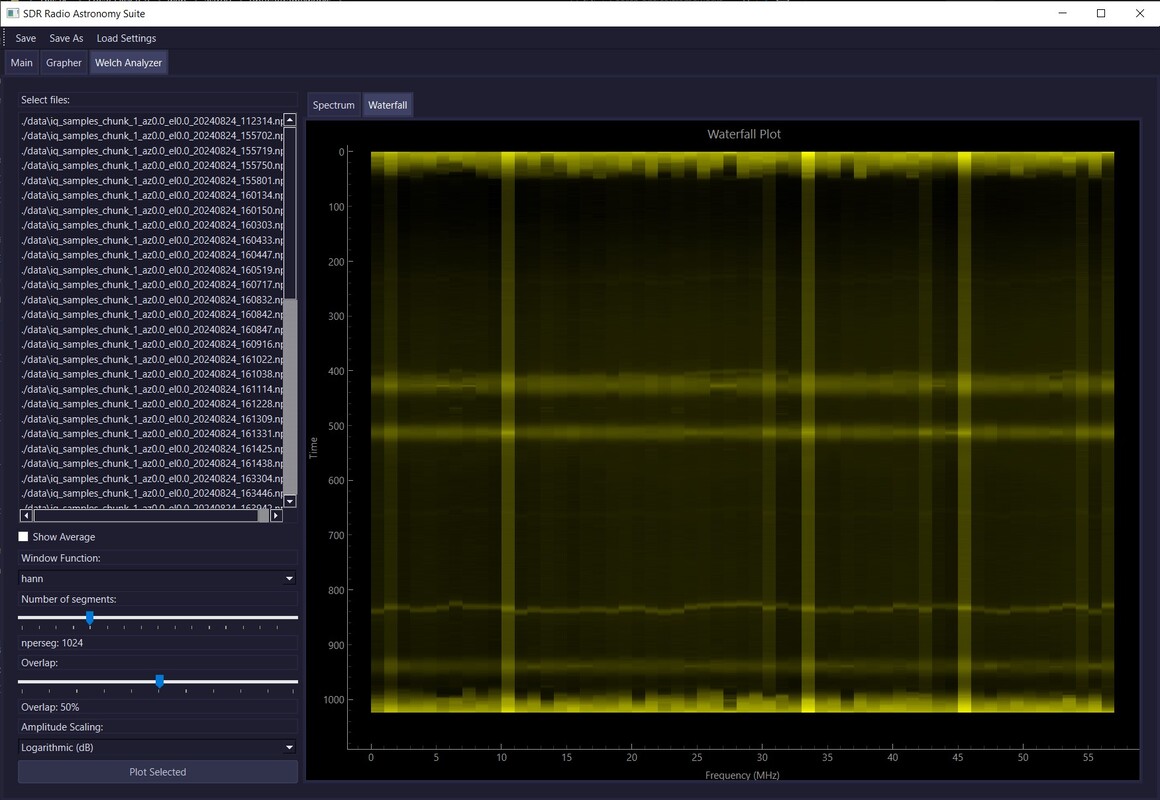 SDR Radio Astronomy Suite
Save Save As Load Settings
Main Grapher Welch Analyzer
Select files:
./data\iq_samples_chunk_1_az0.0_el0.0_20240824_112314.np
./data\iq_samples_chunk_1_az0.0_el0.0_20240824_155702.np
./data\iq_samples_chunk_1_az0.0_el0.0_20240824_155719.np
./data\iq_samples_chunk_1_az0.0_el0.0_20240824_155750.np
./data\iq_samples_chunk_1_az0.0_el0.0_20240824_155801.np
./data\iq_samples_chunk_1_az0.0_el0.0_20240824_160134.np
./data\iq_samples_chunk_1_az0.0_el0.0_20240824_160150.np
./data\iq_samples_chunk_1_az0.0_el0.0_20240824_160303.np
./data\iq_samples_chunk_1_az0.0_el0.0_20240824_160433.np
./data\iq_samples_chunk_1_az0.0_el0.0_20240824_160447.np
./data\iq_samples_chunk_1_az0.0_el0.0_20240824_160519.np
./data\iq_samples_chunk_1_az0.0_el0.0_20240824_160717.np
./data\iq_samples_chunk_1_az0.0_el0.0_20240824_160832.np
./data\iq_samples_chunk_1_az0.0_el0.0_20240824_160842.np
./data\iq_samples_chunk_1_az0.0_el0.0_20240824_160847.np
./data\iq_samples_chunk_1_az0.0_el0.0_20240824_160916.np
./data\iq_samples_chunk_1_az0.0_el0.0_20240824_161022.np
./data\iq_samples_chunk_1_az0.0_el0.0_20240824_161038.np
./data\iq_samples_chunk_1_az0.0_el0.0_20240824_161114.np
./data\iq_samples_chunk_1_az0.0_el0.0_20240824_161228.np
./data\iq_samples_chunk_1_az0.0_el0.0_20240824_161309.np
./data\iq_samples_chunk_1_az0.0_el0.0_20240824_161331.np
./data\iq_samples_chunk_1_az0.0_el0.0_20240824_161425.np
./data\iq_samples_chunk_1_az0.0_el0.0_20240824_161438.np
./data\iq_samples_chunk_1_az0.0_el0.0_20240824_163304.np
./data\iq_samples_chunk_1_az0.0_el0.0_20240824_163446.np
Show Average
Window Function:
hann
Number of segments:
nperseg: 1024
Overlap:
Overlap: 50%
Amplitude Scaling:
Logarithmic (dB)
Plot Selected
Spectrum Waterfall
Waterfall Plot
0
100
200
300
400
500
600
700
800
900
1000
Time
0 5 10 15 20 25 30 35 40 45 50 55
Frequency (MHz)